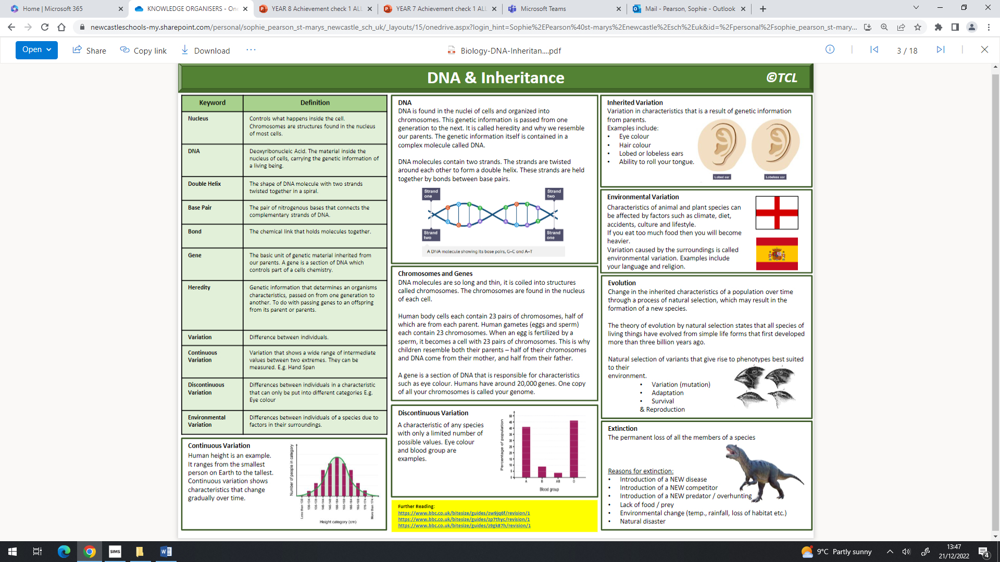 Home | Microsoft 365
KNOWLEDGE ORGANISERS - One
YEAR 8 Achievement check 1 ALL
YEAR 7 Achievement check 1 ALL
Microsoft Teams
Mail - Pearson, Sophie - Outlook
newcastleschools-my.sharepoint.com/personal/sophie_pearson_st-marys_newcastle_sch_uk/_layouts/15/onedrive.aspx?login_hint=Sophie%2EPearson%40st-marys%2Enewcastle%2Esch%2Euk&id=%2Fpersonal%2Fsophie_pearson_st-mary...
Open
Share
Copy link
Download
...
Biology-DNA-Inheritan....pdf
3 / 18
DNA & Inheritance
©TCL
Keyword
Definition
Nucleus
Controls what happens inside the cell.
Chromosomes are structures found in the nucleus
of most cells.
DNA
Deoxyribonucleic Acid. The material inside the
nucleus of cells, carrying the genetic information of
a living being.
Double Helix
The shape of DNA molecule with two strands
twisted together in a spiral.
Base Pair
The pair of nitrogenous bases that connects the
complementary strands of DNA.
Bond
The chemical link that holds molecules together.
Gene
The basic unit of genetic material inherited from
our parents. A gene is a section of DNA which
controls part of a cells chemistry.
Heredity
Genetic information that determines an organisms
characteristics, passed on from one generation to
another. To do with passing genes to an offspring
from its parent or parents.
Variation
Difference between individuals.
Continuous
Variation
Variation that shows a wide range of intermediate
values between two extremes. They can be
measured. E.g. Hand Span
Discontinuous
Variation
Differences between individuals in a characteristic
that can only be put into different categories E.g.
Eye colour
Environmental
Variation
Differences between individuals of a species due to
factors in their surroundings.
Continuous Variation
Human height is an example.
It ranges from the smallest
person on Earth to the tallest.
Continuous variation shows
characteristics that change
gradually over time.
Number of people in category
Less than 130
130-134
135-139
140-144
145-149
150-154
155-159
160-164
165-169
170-174
More than 174
Height category (cm)
DNA
DNA is found in the nuclei of cells and organized into
chromosomes. This genetic information is passed from one
generation to the next. It is called heredity and why we resemble
our parents. The genetic information itself is contained in a
complex molecule called DNA.
DNA molecules contain two strands. The strands are twisted
around each other to form a double helix. These strands are held
together by bonds between base pairs.
Strand
one
Strand
two
C G T T T C T A
G C A A A G A T
Strand
two
Strand
one
A DNA molecule showing its base pairs, G–C and A–T
Chromosomes and Genes
DNA molecules are so long and thin, it is coiled into structures
called chromosomes. The chromosomes are found in the nucleus
of each cell.
Human body cells each contain 23 pairs of chromosomes, half of
which are from each parent. Human gametes (eggs and sperm)
each contain 23 chromosomes. When an egg is fertilized by a
sperm, it becomes a cell with 23 pairs of chromosomes. This is why
children resemble both their parents – half of their chromosomes
and DNA come from their mother, and half from their father.
A gene is a section of DNA that is responsible for characteristics
such as eye colour. Humans have around 20,000 genes. One copy
of all your chromosomes is called your genome.
Discontinuous Variation
A characteristic of any species
with only a limited number of
possible values. Eye colour
and blood group are
examples.
Percentage of population
50
45
40
35
30
25
20
15
10
5
0
A B AB O
Blood group
Further Reading:
https://www.bbc.co.uk/bitesize/guides/zw9jq6f/revision/1
https://www.bbc.co.uk/bitesize/guides/zp7thyc/revision/1
https://www.bbc.co.uk/bitesize/guides/z9gk87h/revision/1
Inherited Variation
Variation in characteristics that is a result of genetic information
from parents.
Examples include:
• Eye colour
• Hair colour
• Lobed or lobeless ears
• Ability to roll your tongue.
Lobed ear
Lobeless ear
Environmental Variation
Characteristics of animal and plant species can
be affected by factors such as climate, diet,
accidents, culture and lifestyle.
If you eat too much food then you will become
heavier.
Variation caused by the surroundings is called
environmental variation. Examples include
your language and religion.
Evolution
Change in the inherited characteristics of a population over time
through a process of natural selection, which may result in the
formation of a new species.
The theory of evolution by natural selection states that all species of
living things have evolved from simple life forms that first developed
more than three billion years ago.
Natural selection of variants that give rise to phenotypes best suited
to their
environment.
• Variation (mutation)
• Adaptation
• Survival
& Reproduction
Extinction
The permanent loss of all the members of a species
Reasons for extinction:
• Introduction of a NEW disease
• Introduction of a NEW competitor
• Introduction of a NEW predator / overhunting
• Lack of food / prey
• Environmental change (temp., rainfall, loss of habitat etc.)
• Natural disaster
SIMS
9°C Partly sunny
13:47
21/12/2022
4